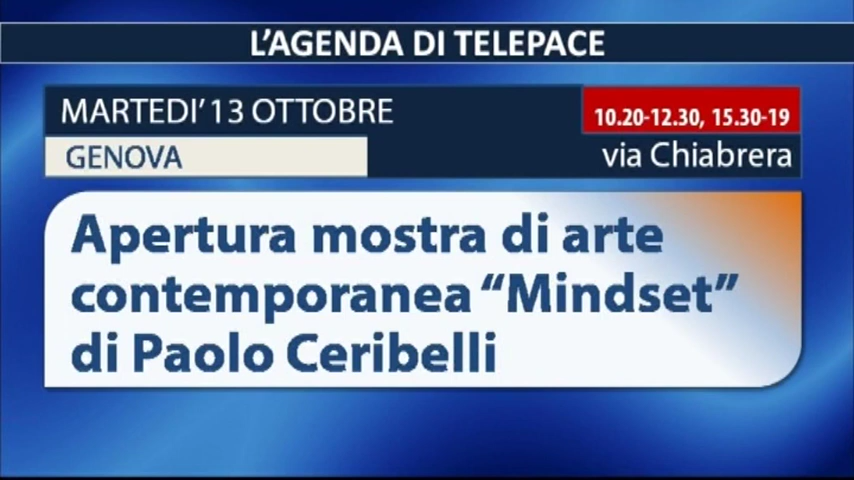 L’AGENDA DI TELEPACE
MARTEDI’ 13 OTTOBRE
10.20-12.30, 15.30-19
GENOVA
via Chiabrera
Apertura mostra di arte
contemporanea “Mindset”
di Paolo Ceribelli